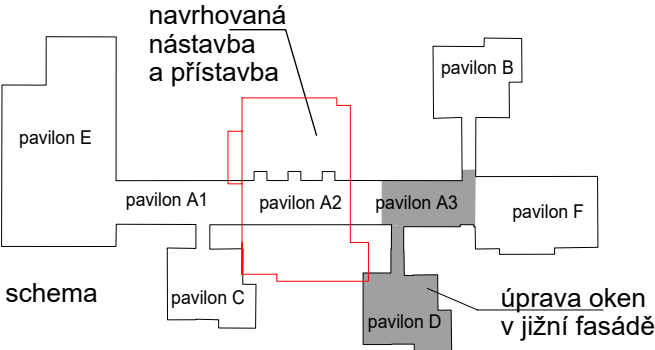 navrhovaná
nástavba
a přístavba
pavilon B
pavilon E
pavilon A1
pavilon A2
pavilon A3
pavilon F
schema
pavilon C
pavilon D
úprava oken
v jižní fasádě